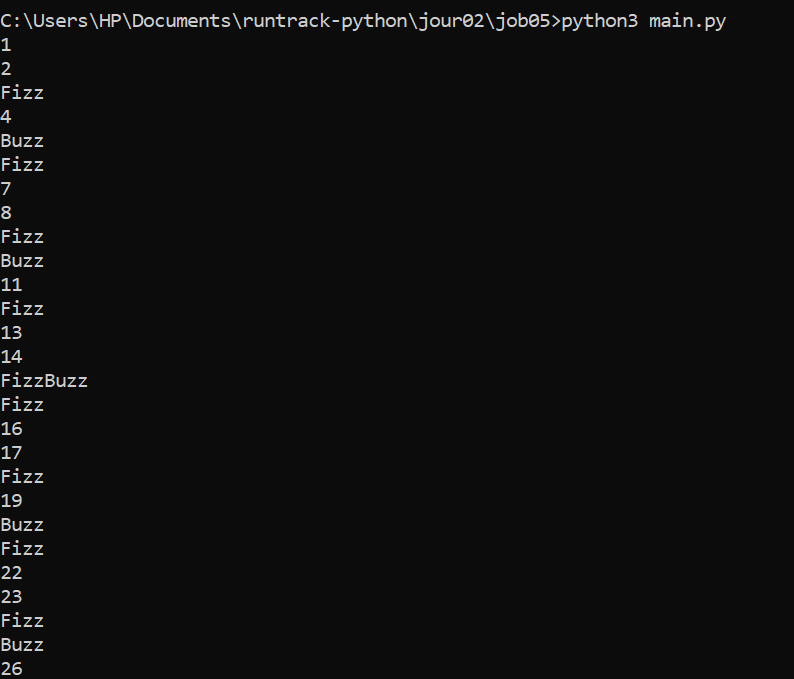 C:\Users\HP\Documents\runtrack-python\jour02\job05>python3 main.py
1
2
Fizz
4
Buzz
Fizz
7
8
Fizz
Buzz
11
Fizz
13
14
FizzBuzz
Fizz
16
17
Fizz
19
Buzz
Fizz
22
23
Fizz
Buzz
26